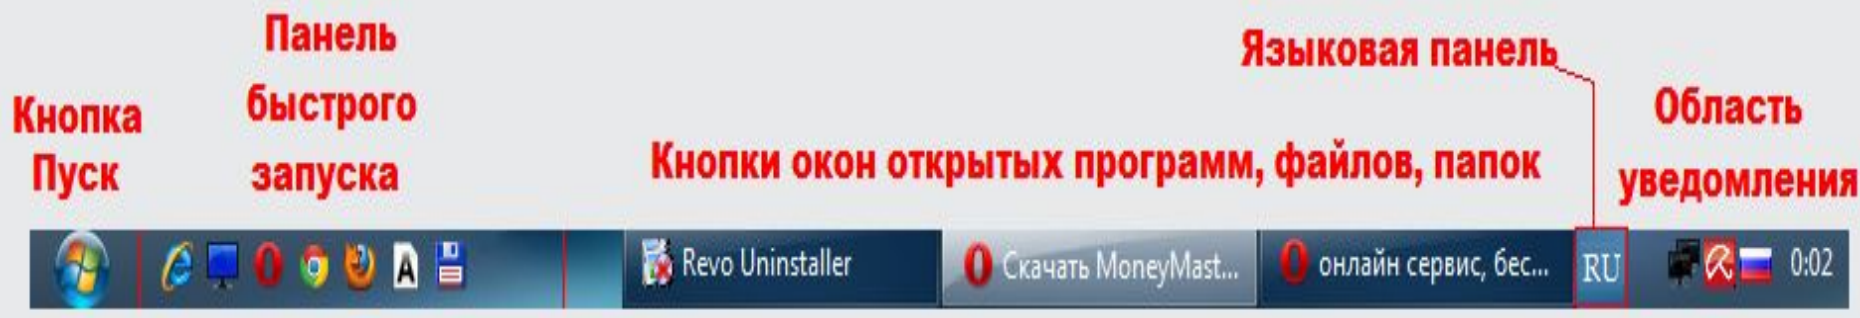 Кнопка
Пуск
Панель
быстрого
запуска
Кнопки окон открытых программ, файлов, папок
Языковая панель
Область
уведомления
A
Revo Uninstaller
Скачать MoneyMast...
онлайн сервис, бес...
RU
0:02